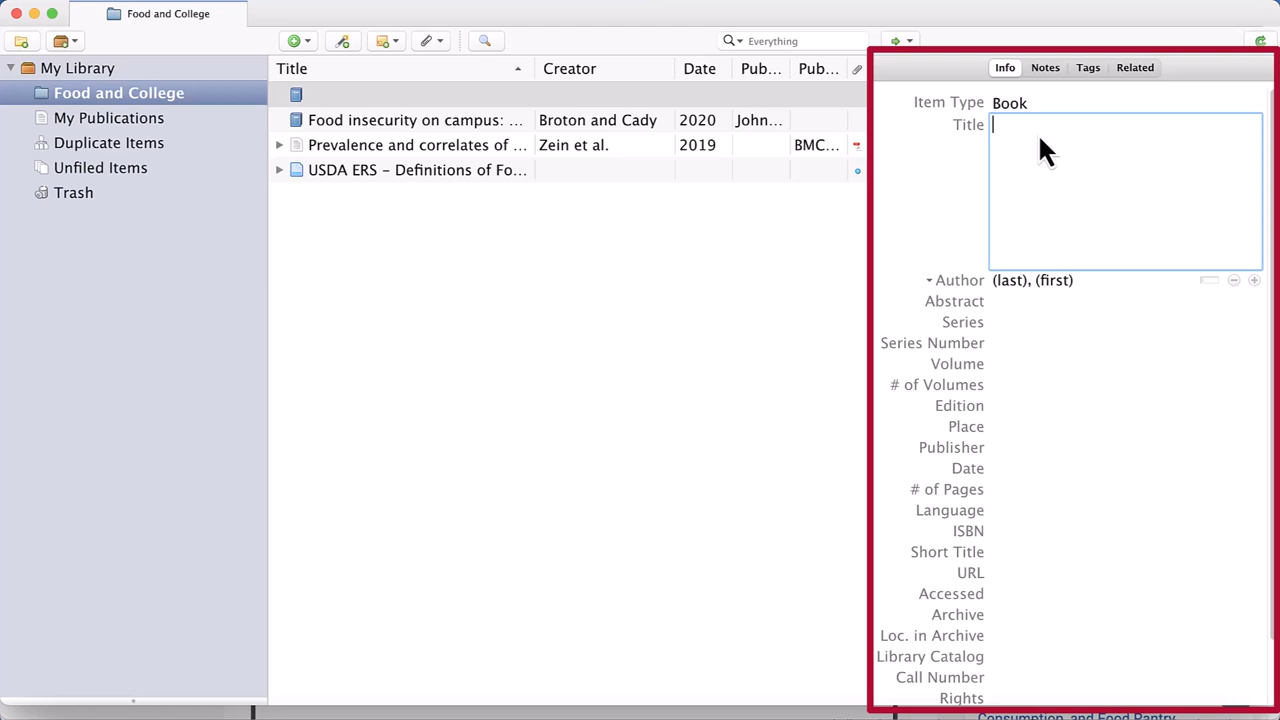 Food and College
Everything
My Library
Food and College
My Publications
Duplicate Items
Unfiled Items
Trash
Title Creator Date Pub... Pub...
Food insecurity on campus: ... Broton and Cady 2020 John...
Prevalence and correlates of ... Zein et al. 2019 BMC...
USDA ERS – Definitions of Fo...
Info Notes Tags Related
Item Type Book
Title
Author (last), (first)
Abstract
Series
Series Number
Volume
# of Volumes
Edition
Place
Publisher
Date
# of Pages
Language
ISBN
Short Title
URL
Accessed
Archive
Loc. in Archive
Library Catalog
Call Number
Rights
Consumption, and Food Pantry